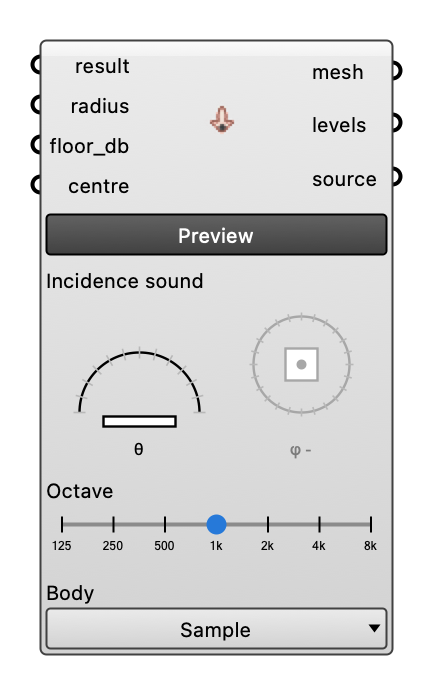 result
mesh
radius
levels
floor_db
centre
source
Preview
Incidence sound
θ
φ -
Octave
125 250 500 1k 2k 4k 8k
Body
Sample